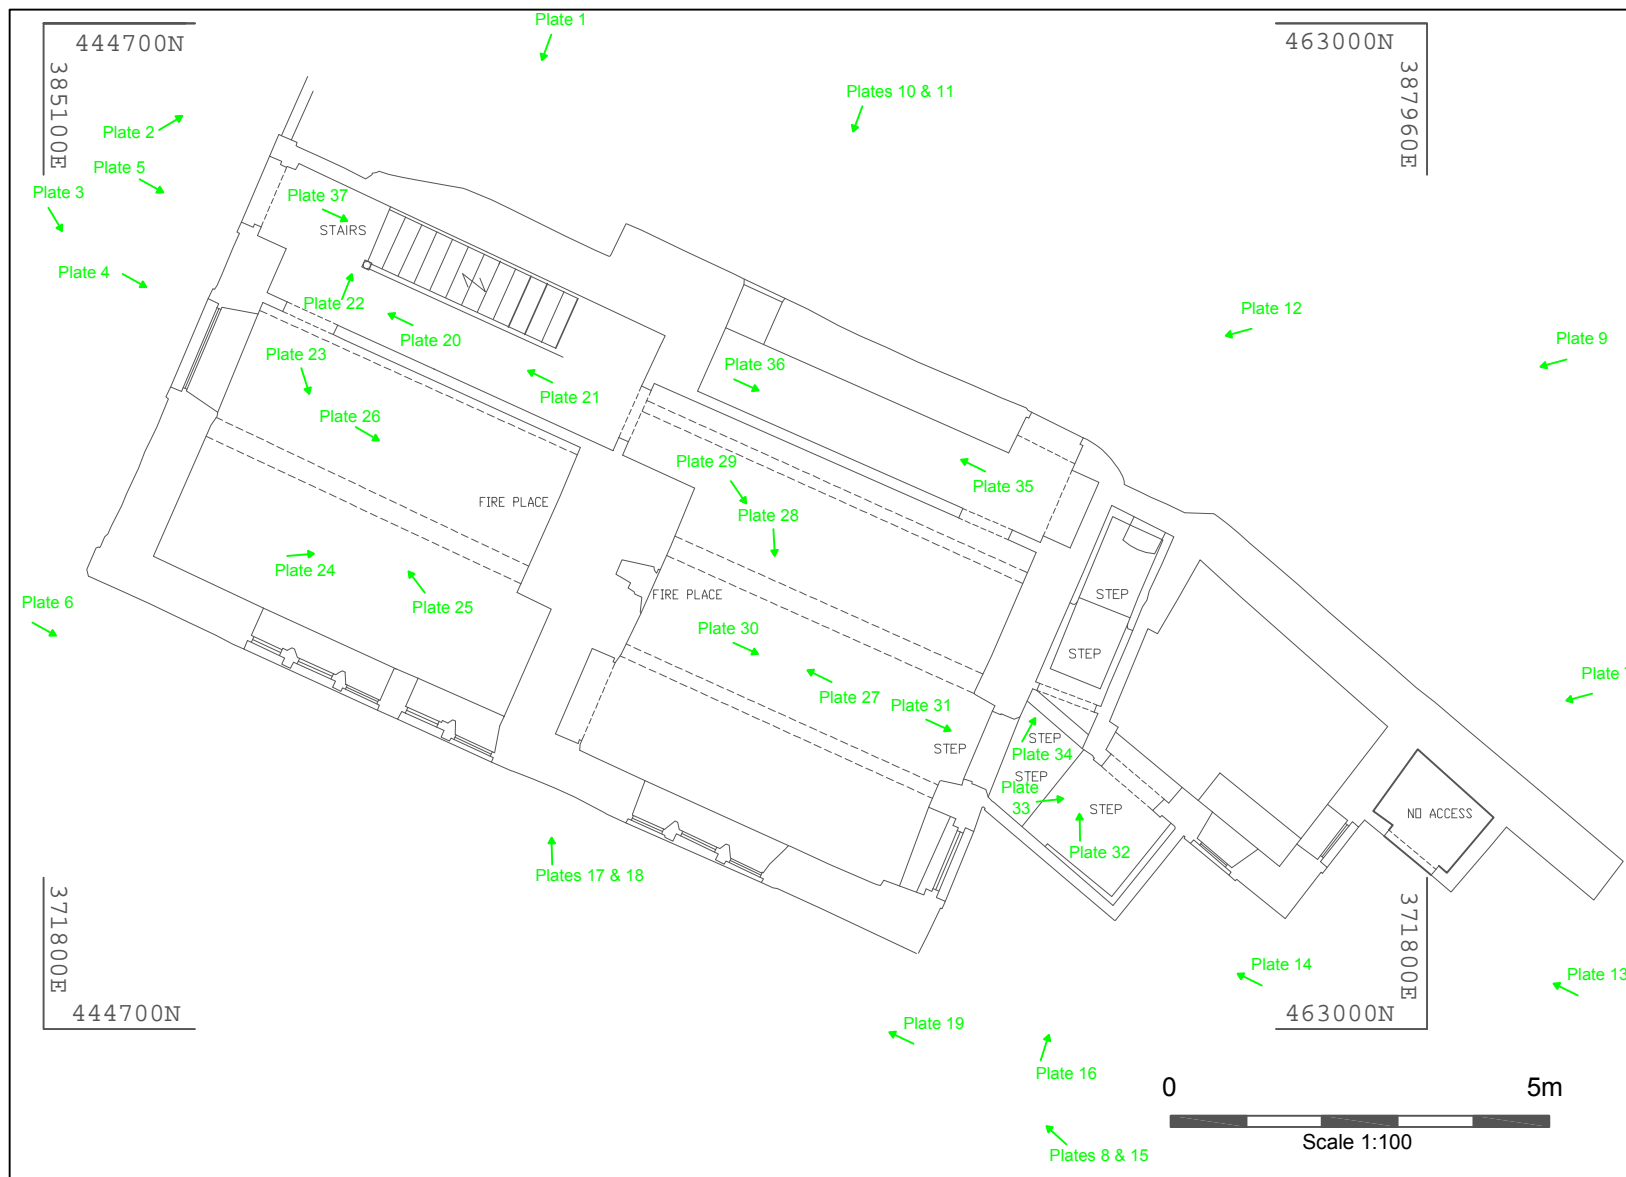 Plate 1
444700N
463000N
385100E
387960E
Plates 10 & 11
Plate 2
Plate 5
Plate 3
Plate 37
STAIRS
Plate 4
Plate 22
Plate 12
Plate 20
Plate 9
Plate 23
Plate 36
Plate 21
Plate 26
Plate 29
Plate 35
FIRE PLACE
Plate 28
Plate 24
Plate 25
FIRE PLACE
STEP
Plate 6
Plate 30
STEP
Plate
Plate 27
Plate 31
STEP
STEP
Plate 34
STEP
Plate
33
STEP
NO ACCESS
Plate 32
Plates 17 & 18
371800E
371800E
Plate 14
Plate 13
444700N
463000N
Plate 19
Plate 16
0
5m
Scale 1:100
Plates 8 & 15